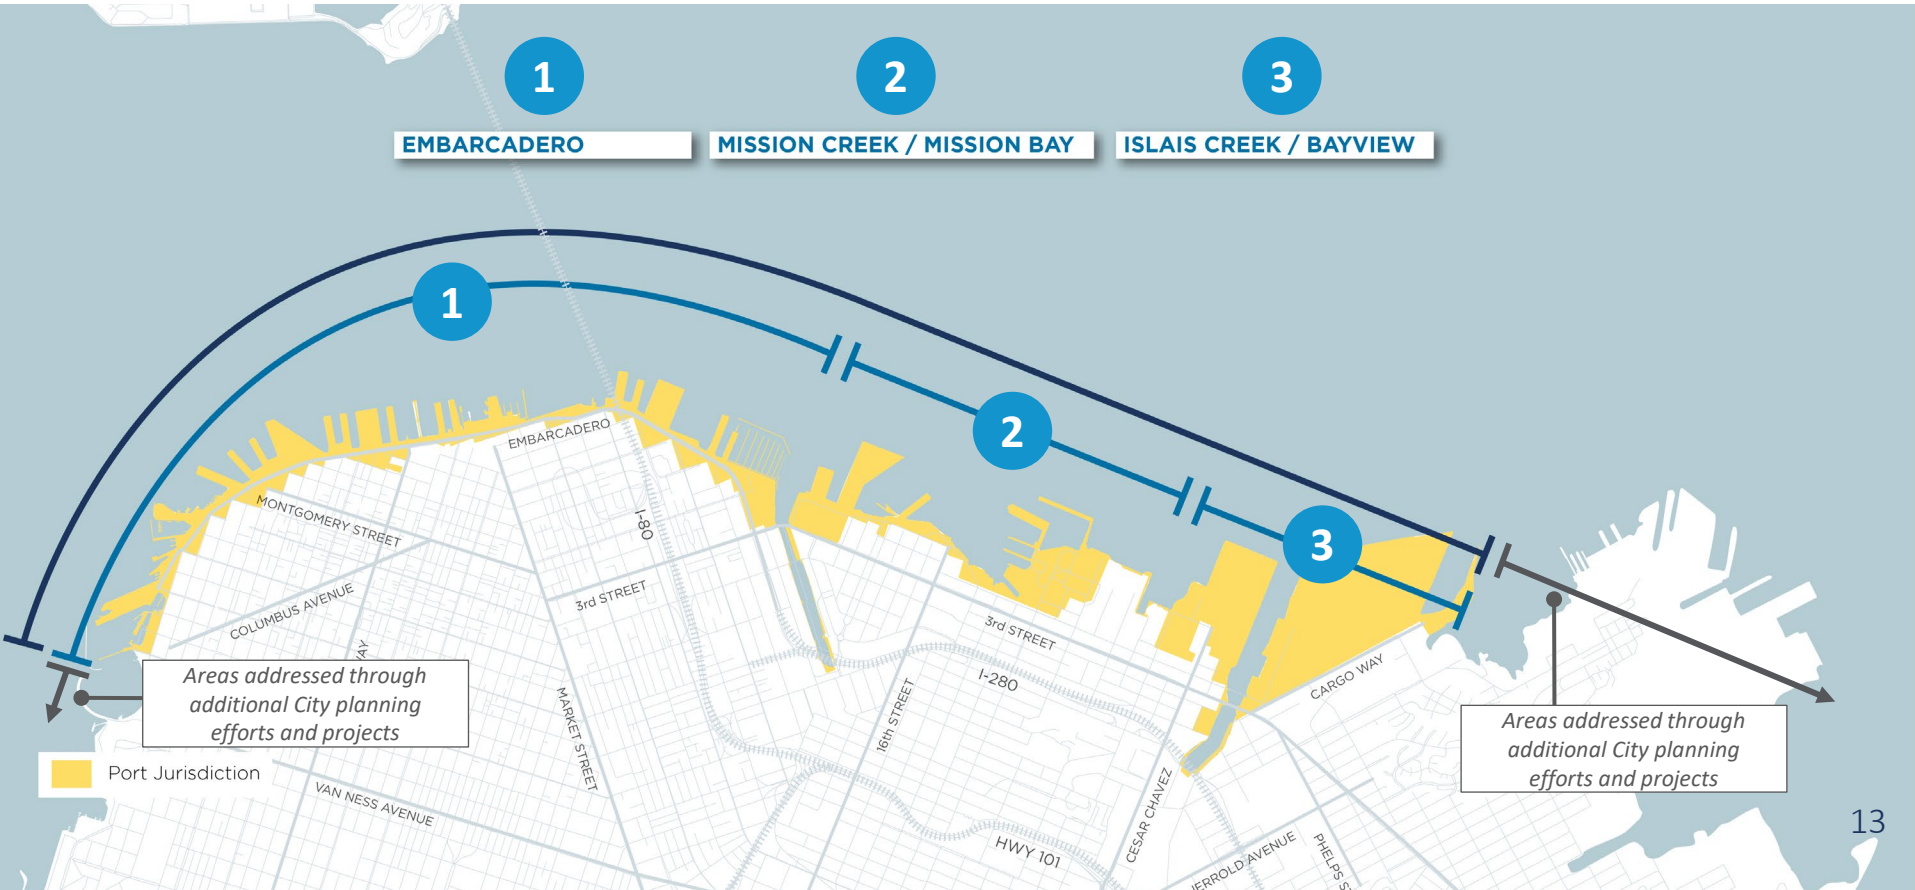 1
2
3
EMBARCADERO
MISSION CREEK / MISSION BAY
ISLAIS CREEK / BAYVIEW
1
2
3
EMBARCADERO
I-80
MONTGOMERY STREET
COLUMBUS AVENUE
3rd STREET
3rd STREET
I-280
CARGO WAY
MARKET STREET
16th STREET
Areas addressed through
additional City planning
efforts and projects
Areas addressed through
additional City planning
efforts and projects
Port Jurisdiction
VAN NESS AVENUE
CESAR CHAVEZ
HWY 101
PHELPS
13